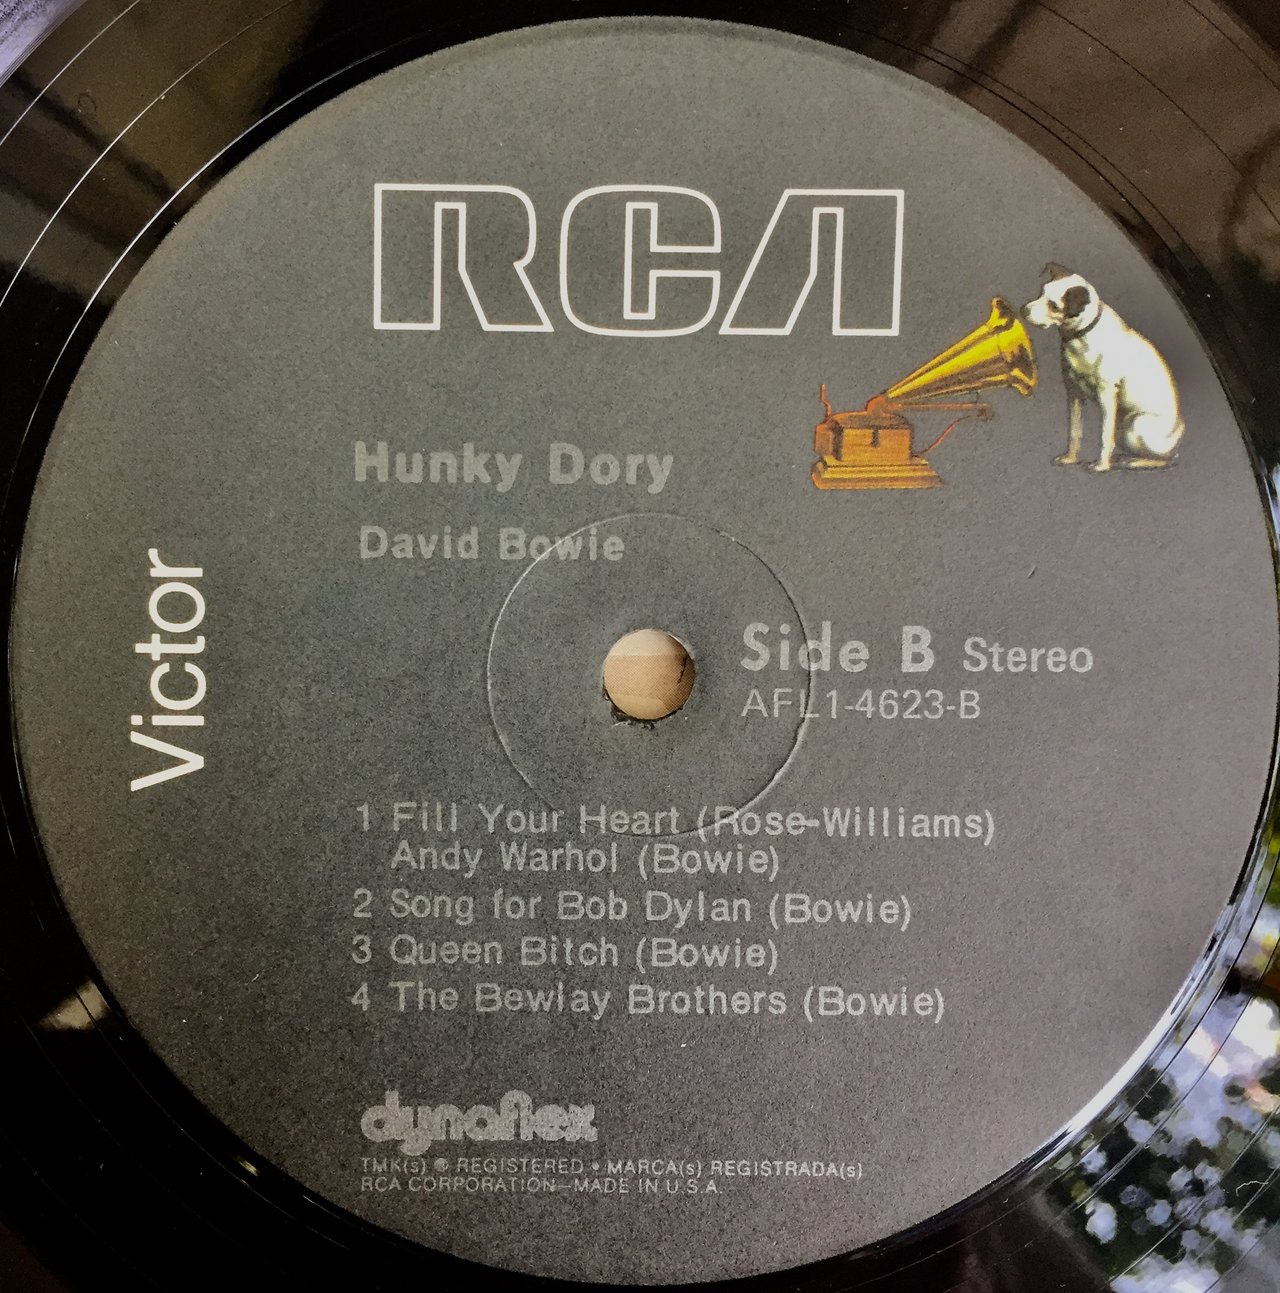 RCA
Hunky Dory
David Bowie
Victor
Side B Stereo
AFL1-4623-B
1 Fill Your Heart (Rose-Williams)
Andy Warhol (Bowie)
2 Song for Bob Dylan (Bowie)
3 Queen Bitch (Bowie)
4 The Bewlay Brothers (Bowie)
dynaflex
TMK(s) ® REGISTERED • MARCA(s) REGISTRADA(s)
RCA CORPORATION—MADE IN U.S.A.